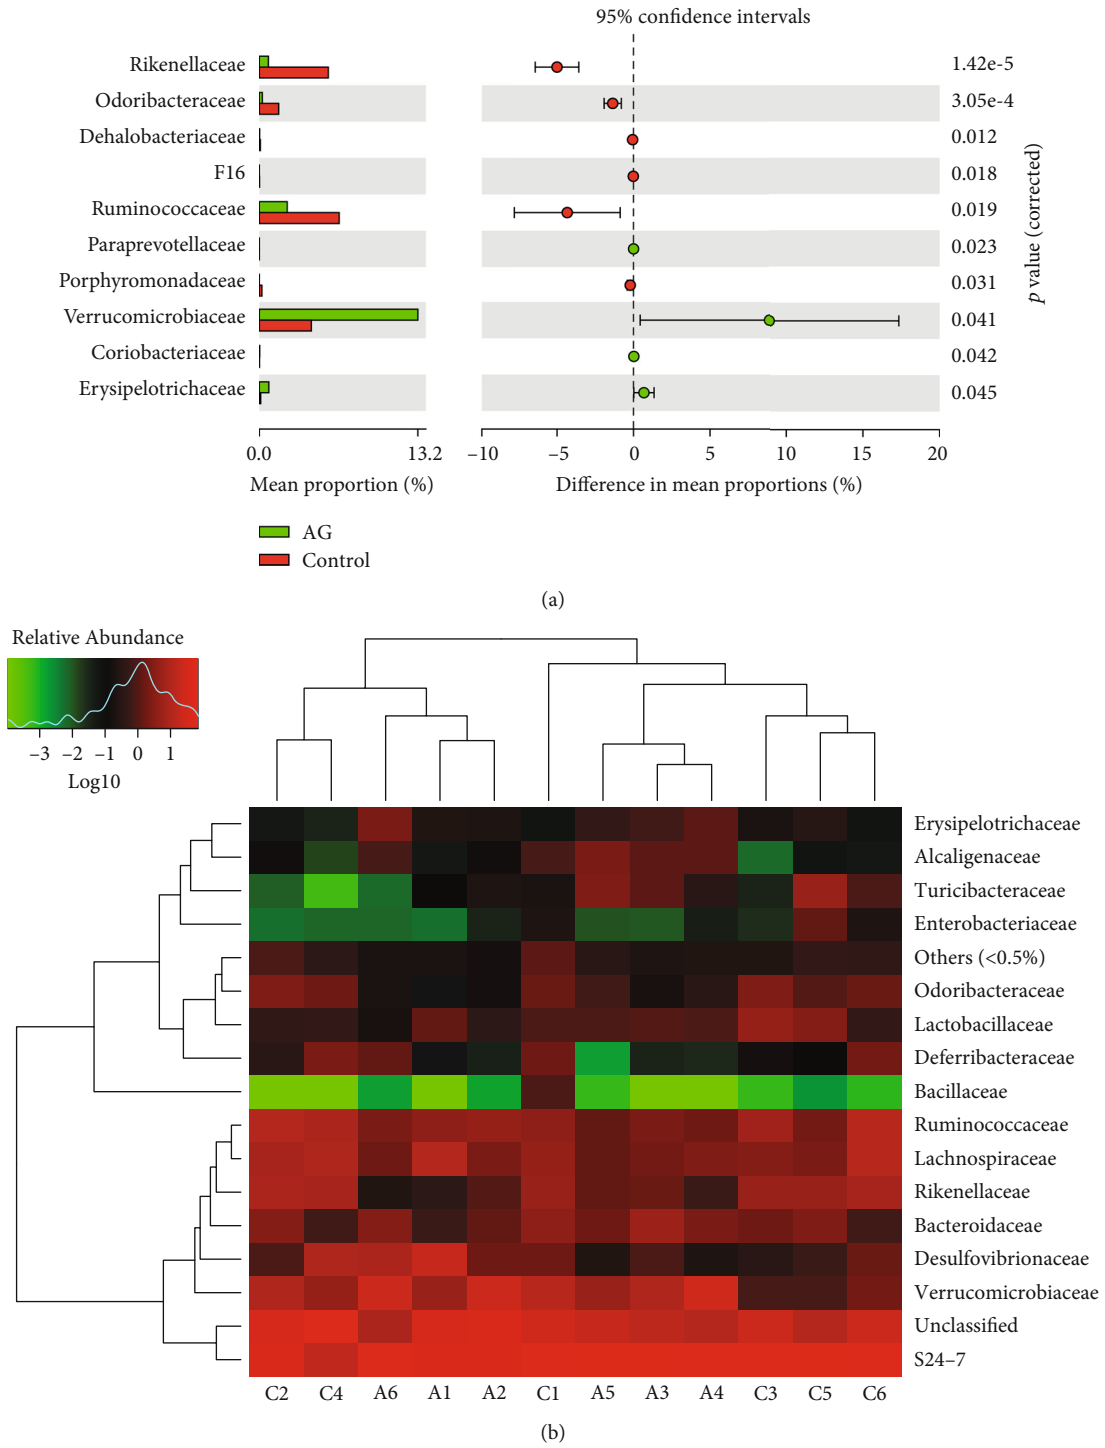 95% confidence intervals
Rikenellaceae 1.42e-5
Odoribacteraceae 3.05e-4
Dehalobacteriaceae 0.012
F16 0.018
Ruminococcaceae 0.019
Paraprevotellaceae 0.023
Porphyromonadaceae 0.031
Verrucomicrobiaceae 0.041
Coriobacteriaceae 0.042
Erysipelotrichaceae 0.045
p value (corrected)
0.0 13.2 −10 −5 0 5 10 15 20
Mean proportion (%) Difference in mean proportions (%)
AG
Control
(a)
Relative Abundance
−3 −2 −1 0 1
Log10
Erysipelotrichaceae
Alcaligenaceae
Turicibacteraceae
Enterobacteriaceae
Others (<0.5%)
Odoribacteraceae
Lactobacillaceae
Deferribacteraceae
Bacillaceae
Ruminococcaceae
Lachnospiraceae
Rikenellaceae
Bacteroidaceae
Desulfovibrionaceae
Verrucomicrobiaceae
Unclassified
S24–7
C2 C4 A6 A1 A2 C1 A5 A3 A4 C3 C5 C6
(b)